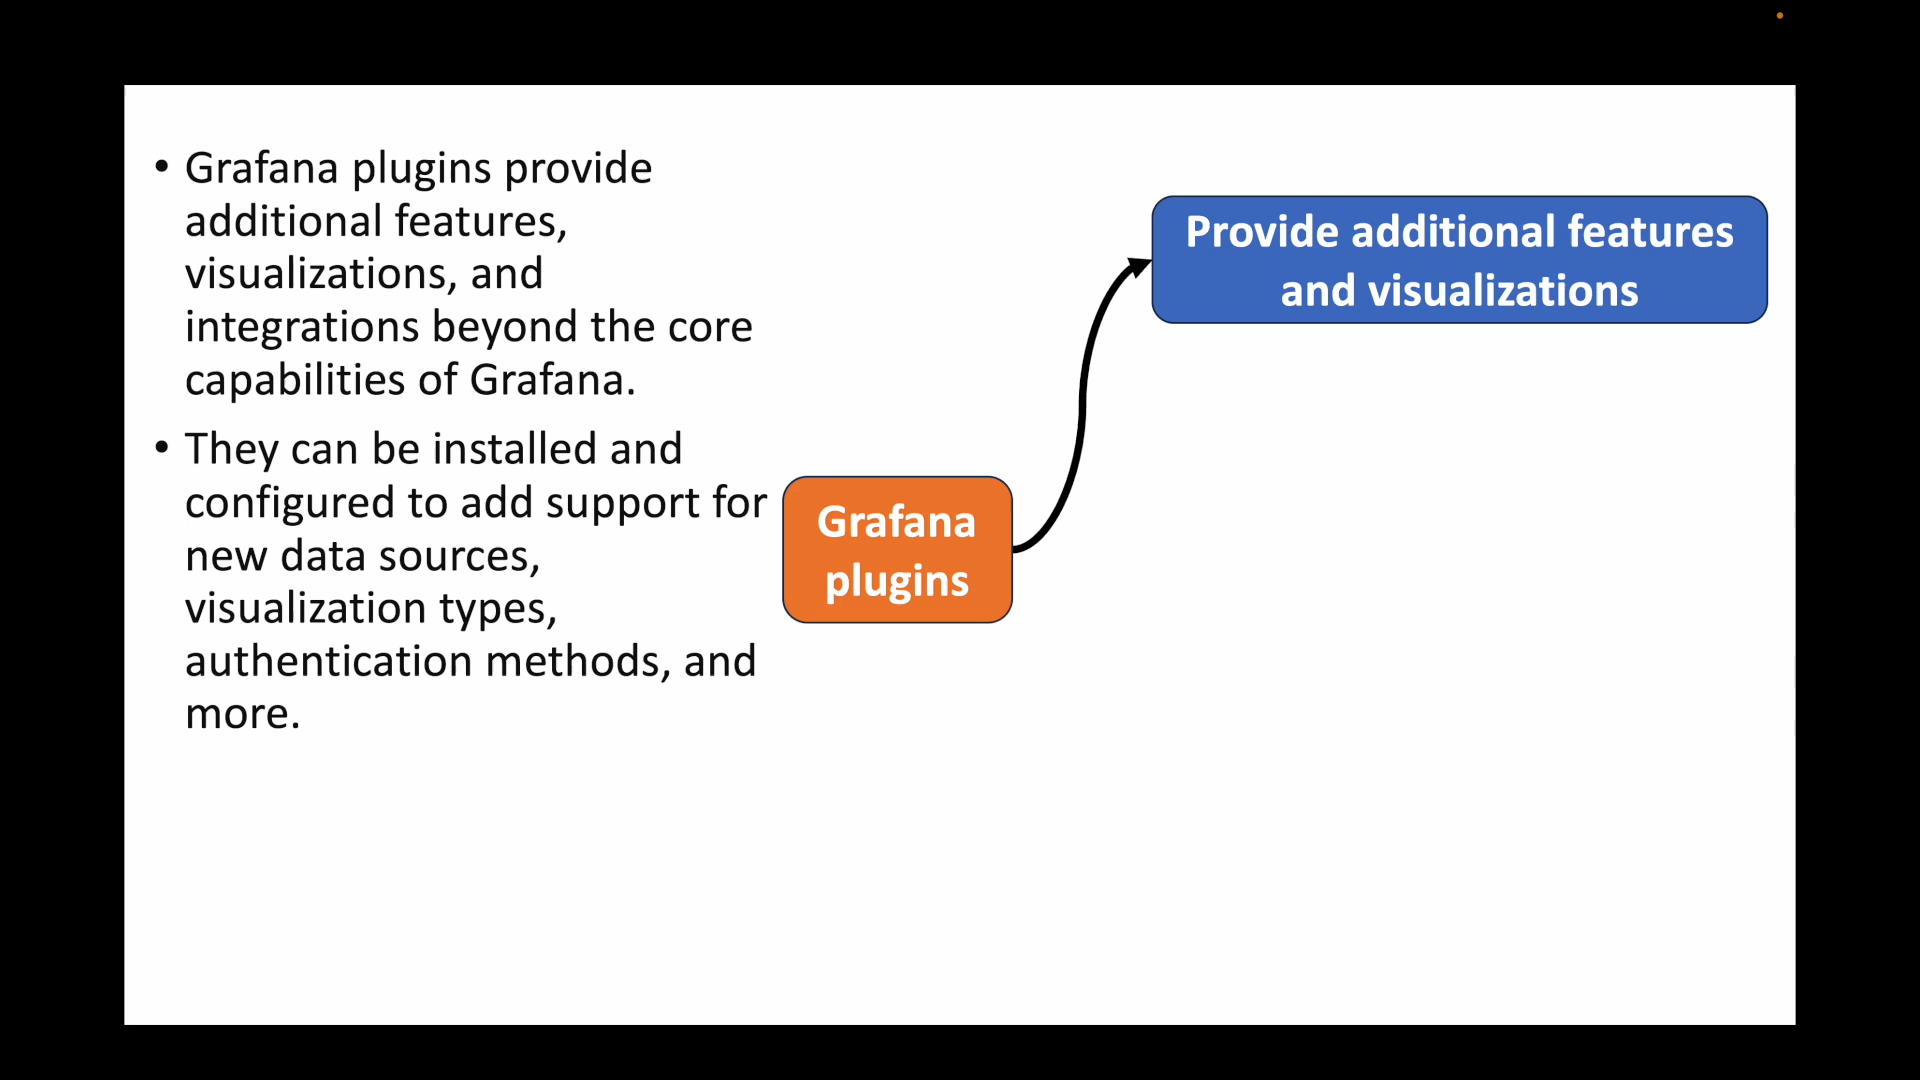 • Grafana plugins provide
additional features,
visualizations, and
integrations beyond the core
capabilities of Grafana.
• They can be installed and
configured to add support for
new data sources,
visualization types,
authentication methods, and
more.
Grafana
plugins
Provide additional features
and visualizations